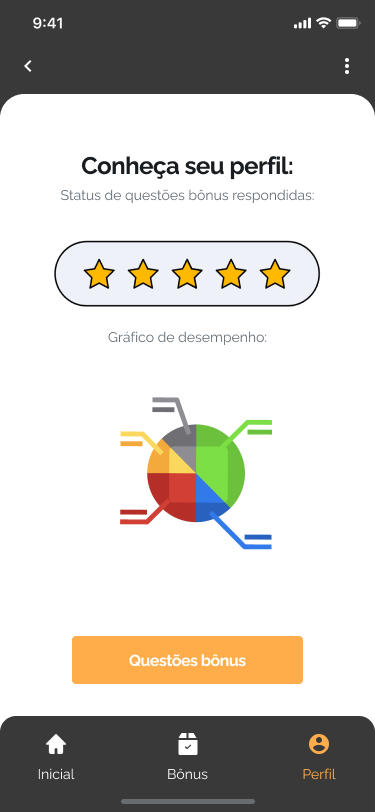 9:41
Conheça seu perfil:
Status de questões bônus respondidas:
Gráfico de desempenho:
Questões bônus
Inicial
Bônus
Perfil